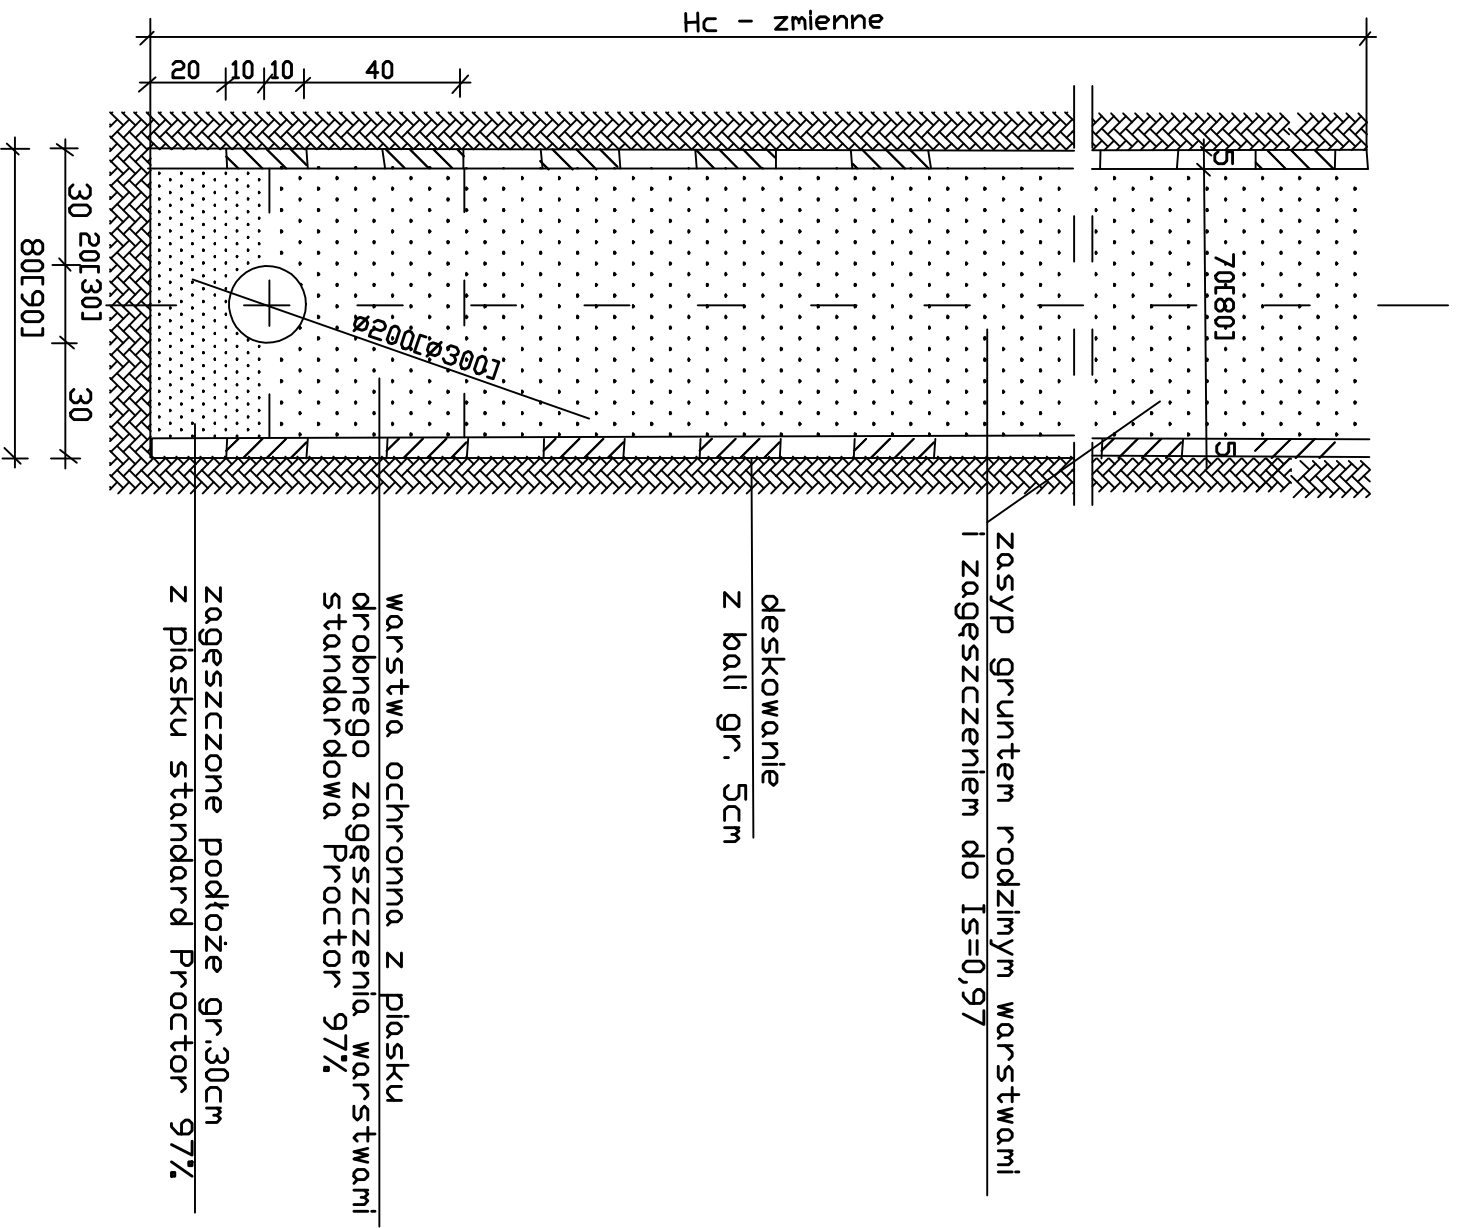 Hc - zmienne
20
10
10
40
5
70[80]
5
30
20[30]
30
80[90]
ø200[ø300]
zasyp gruntem rodzimym warstwami
i zagęszczeniem do Is=0,97
deskowanie
z bali gr. 5cm
warstwa ochronna z piasku
drobnego zagęszczenia warstwami
standardowa Proctor 97%
zagęszczone podłoże gr.30cm
z piasku standard Proctor 97%